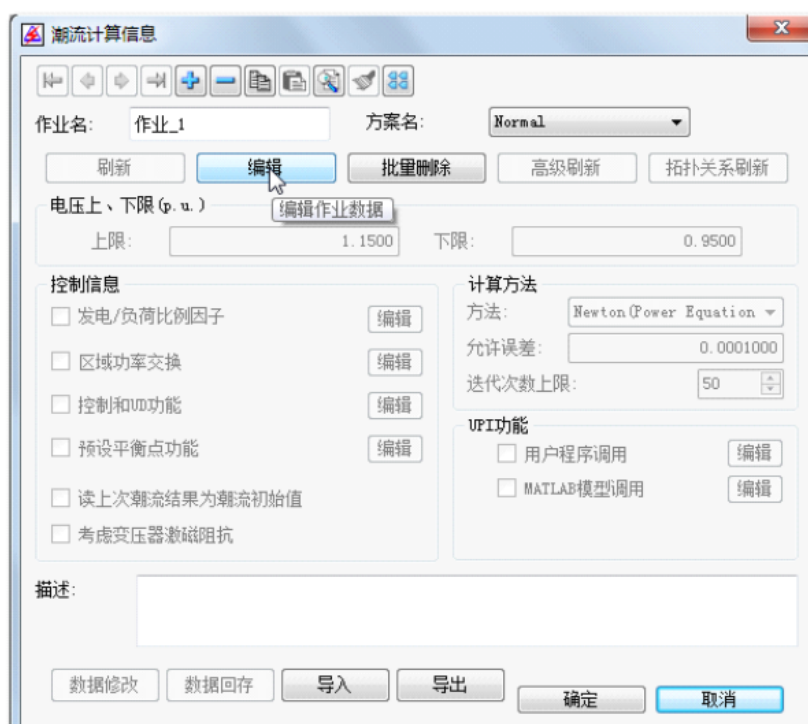 潮流计算信息
作业名: 作业_1 方案名: Normal
刷新 编辑 批量删除 高级刷新 拓扑关系刷新
编辑作业数据
电压上、下限(p.u.)
上限: 1.1500 下限: 0.9500
控制信息
发电/负荷比例因子 编辑
区域功率交换 编辑
控制和UD功能 编辑
预设平衡点功能 编辑
读上次潮流结果为潮流初始值
考虑变压器激磁阻抗
计算方法
方法: Newton(Power Equation
允许误差: 0.0001000
迭代次数上限: 50
UPI功能
用户程序调用 编辑
MATLAB模型调用 编辑
描述:
数据修改 数据回存 导入 导出 确定 取消